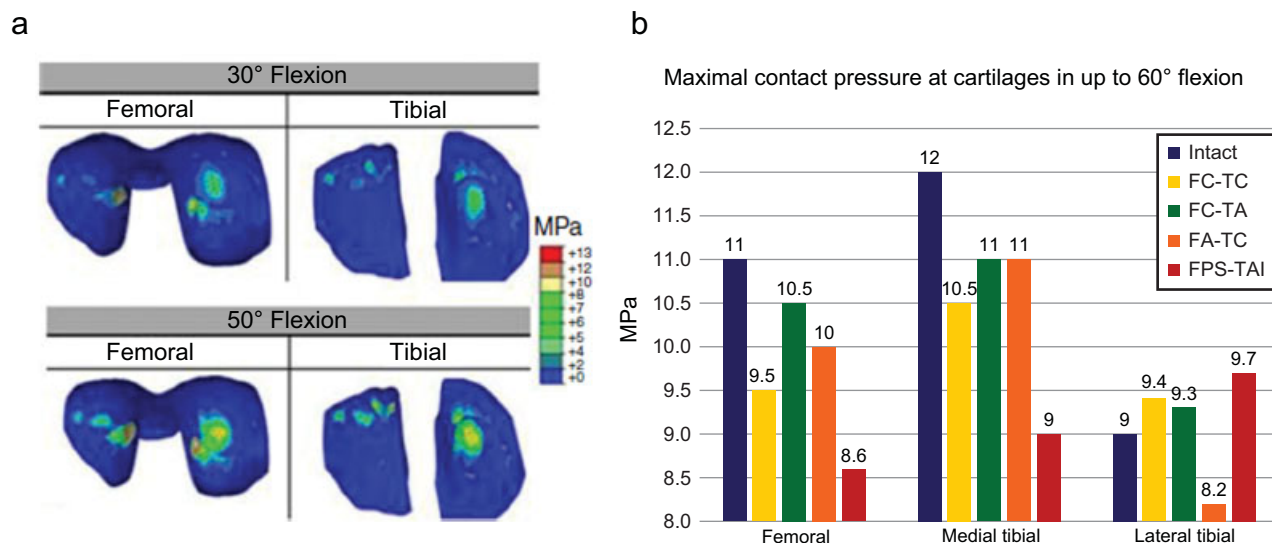 a
30° Flexion
Femoral Tibial
MPa
+13
+12
+10
+8
+7
+6
+5
+4
+2
+0
50° Flexion
Femoral Tibial
b
Maximal contact pressure at cartilages in up to 60° flexion
MPa
12.5
12.0
11.5
11.0
10.5
10.0
9.5
9.0
8.5
8.0
11
9.5
10.5
10
8.6
12
10.5
11
11
9
9
9.4
9.3
8.2
9.7
Femoral Medial tibial Lateral tibial
Intact
FC-TC
FC-TA
FA-TC
FPS-TAI